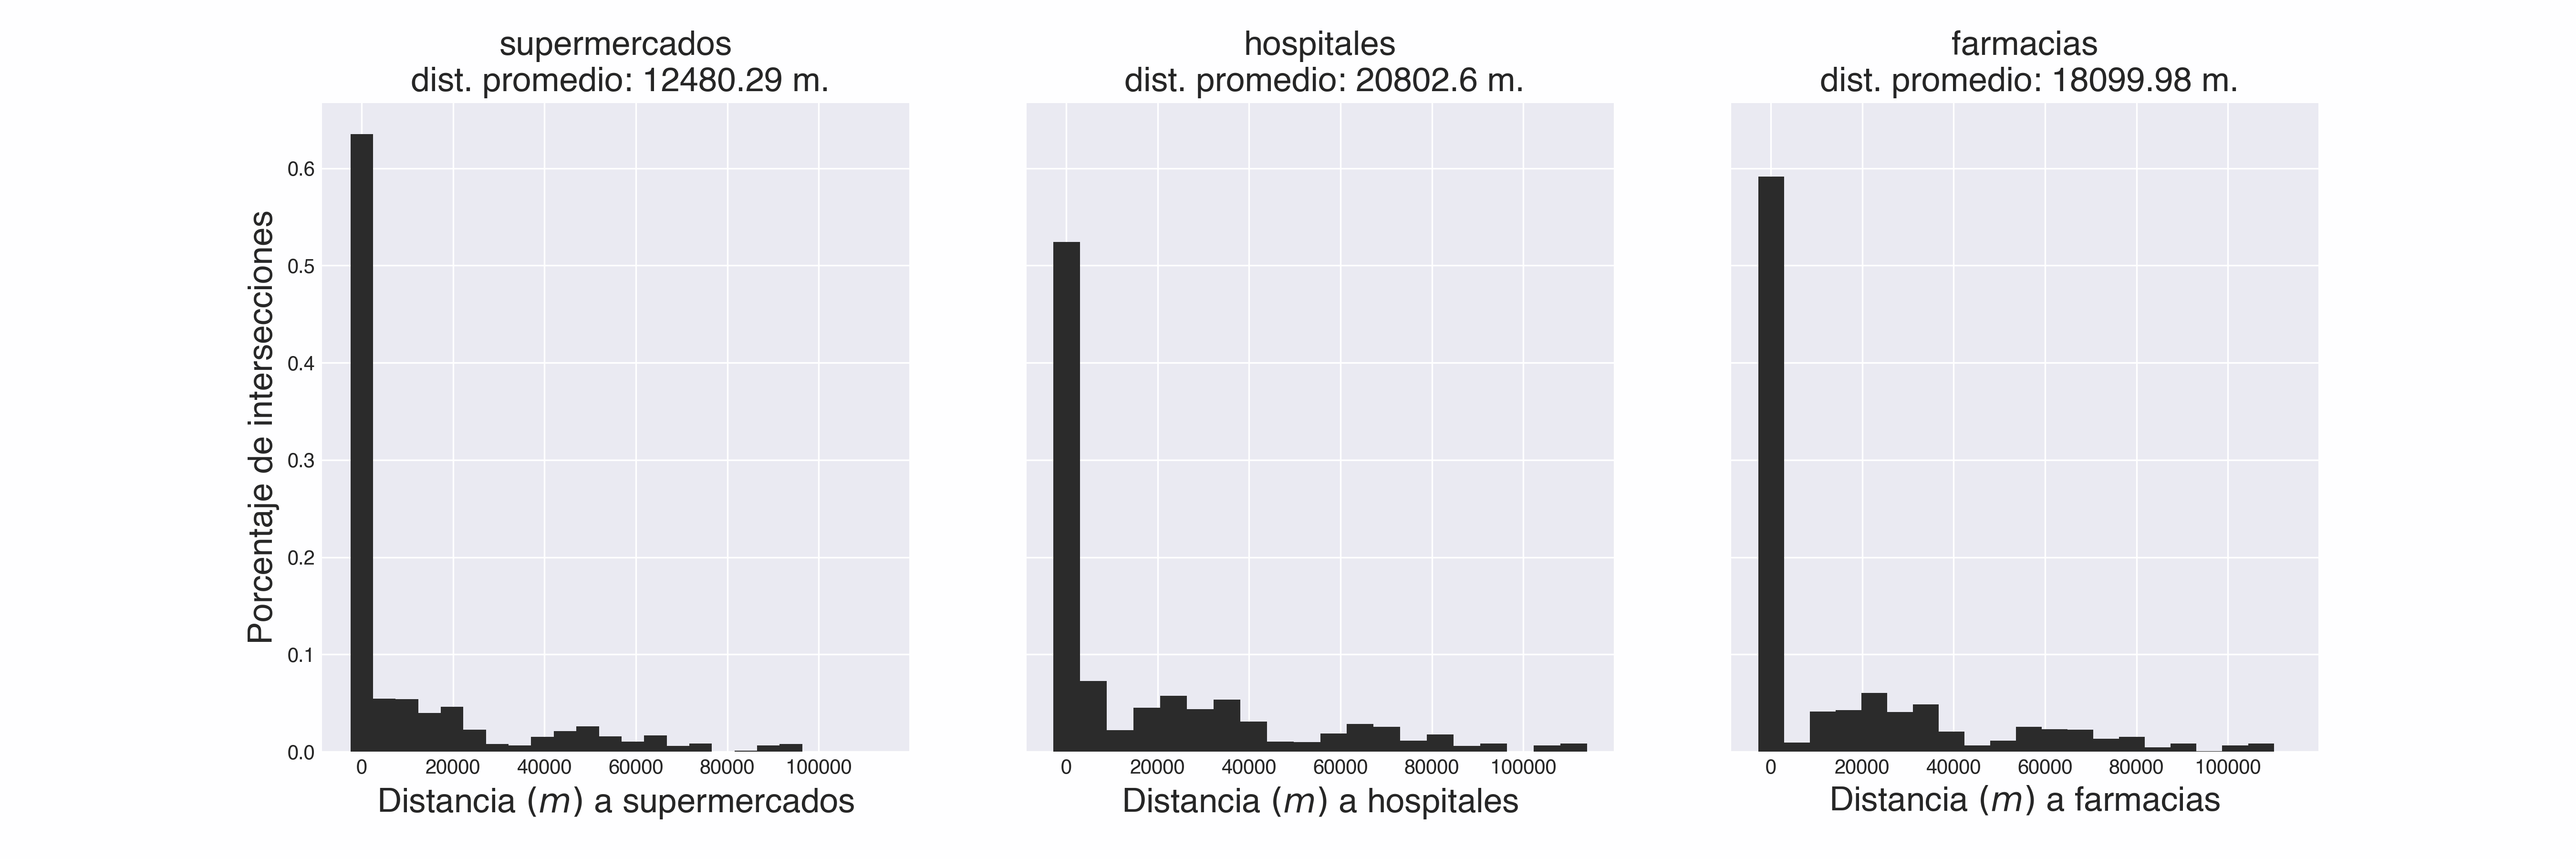 supermercados
dist. promedio: 12480.29 m.
hospitales
dist. promedio: 20802.6 m.
farmacias
dist. promedio: 18099.98 m.
Porcentaje de intersecciones
0.6
0.5
0.4
0.3
0.2
0.1
0.0
0 20000 40000 60000 80000 100000
Distancia (m) a supermercados
0 20000 40000 60000 80000 100000
Distancia (m) a hospitales
0 20000 40000 60000 80000 100000
Distancia (m) a farmacias